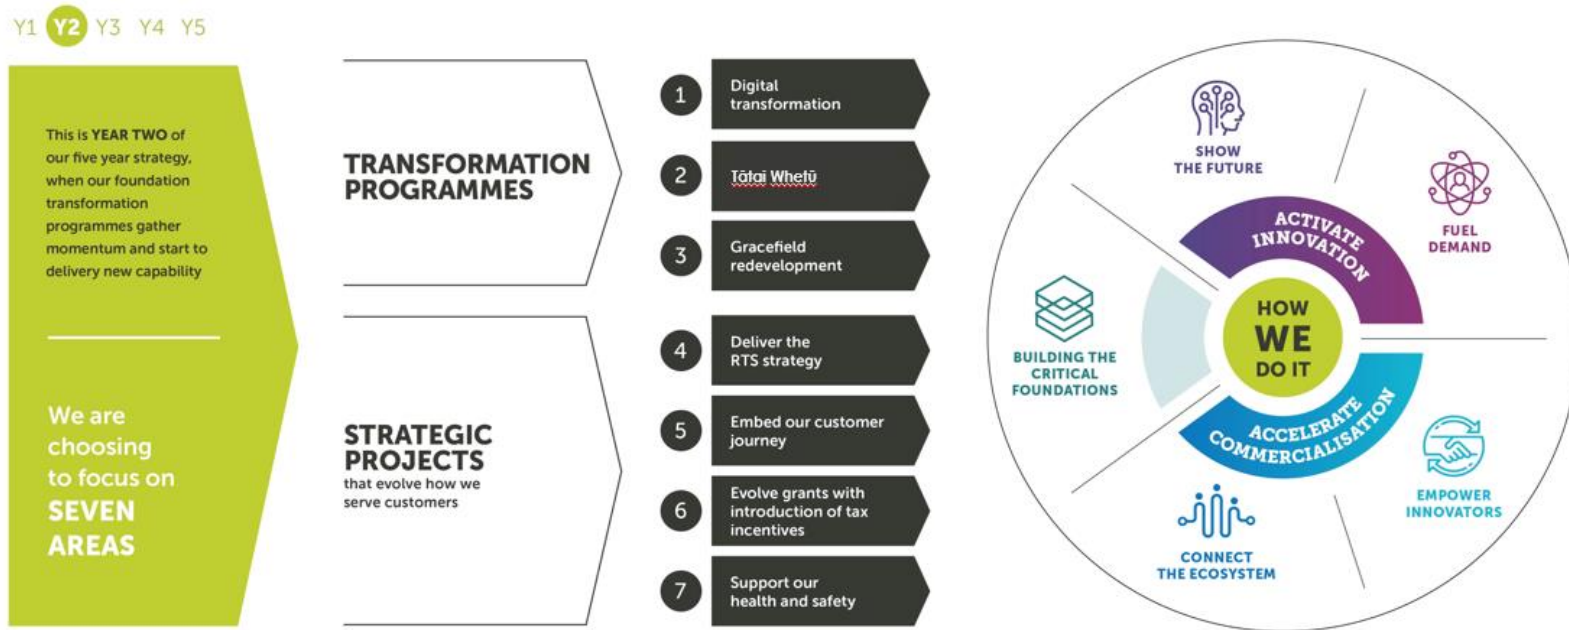 Y1 Y2 Y3 Y4 Y5
This is YEAR TWO of
our five year strategy,
when our foundation
transformation
programmes gather
momentum and start to
delivery new capability
We are
choosing
to focus on
SEVEN
AREAS
TRANSFORMATION
PROGRAMMES
STRATEGIC
PROJECTS
that evolve how we
serve customers
1
Digital
transformation
2
Tātai Whetū
3
Gracefield
redevelopment
4
Deliver the
RTS strategy
5
Embed our customer
journey
6
Evolve grants with
introduction of tax
incentives
7
Support our
health and safety
SHOW
THE FUTURE
FUEL
DEMAND
ACTIVATE
INNOVATION
HOW
WE
DO IT
BUILDING THE
CRITICAL
FOUNDATIONS
ACCELERATE
COMMERCIALISATION
EMPOWER
INNOVATORS
CONNECT
THE ECOSYSTEM